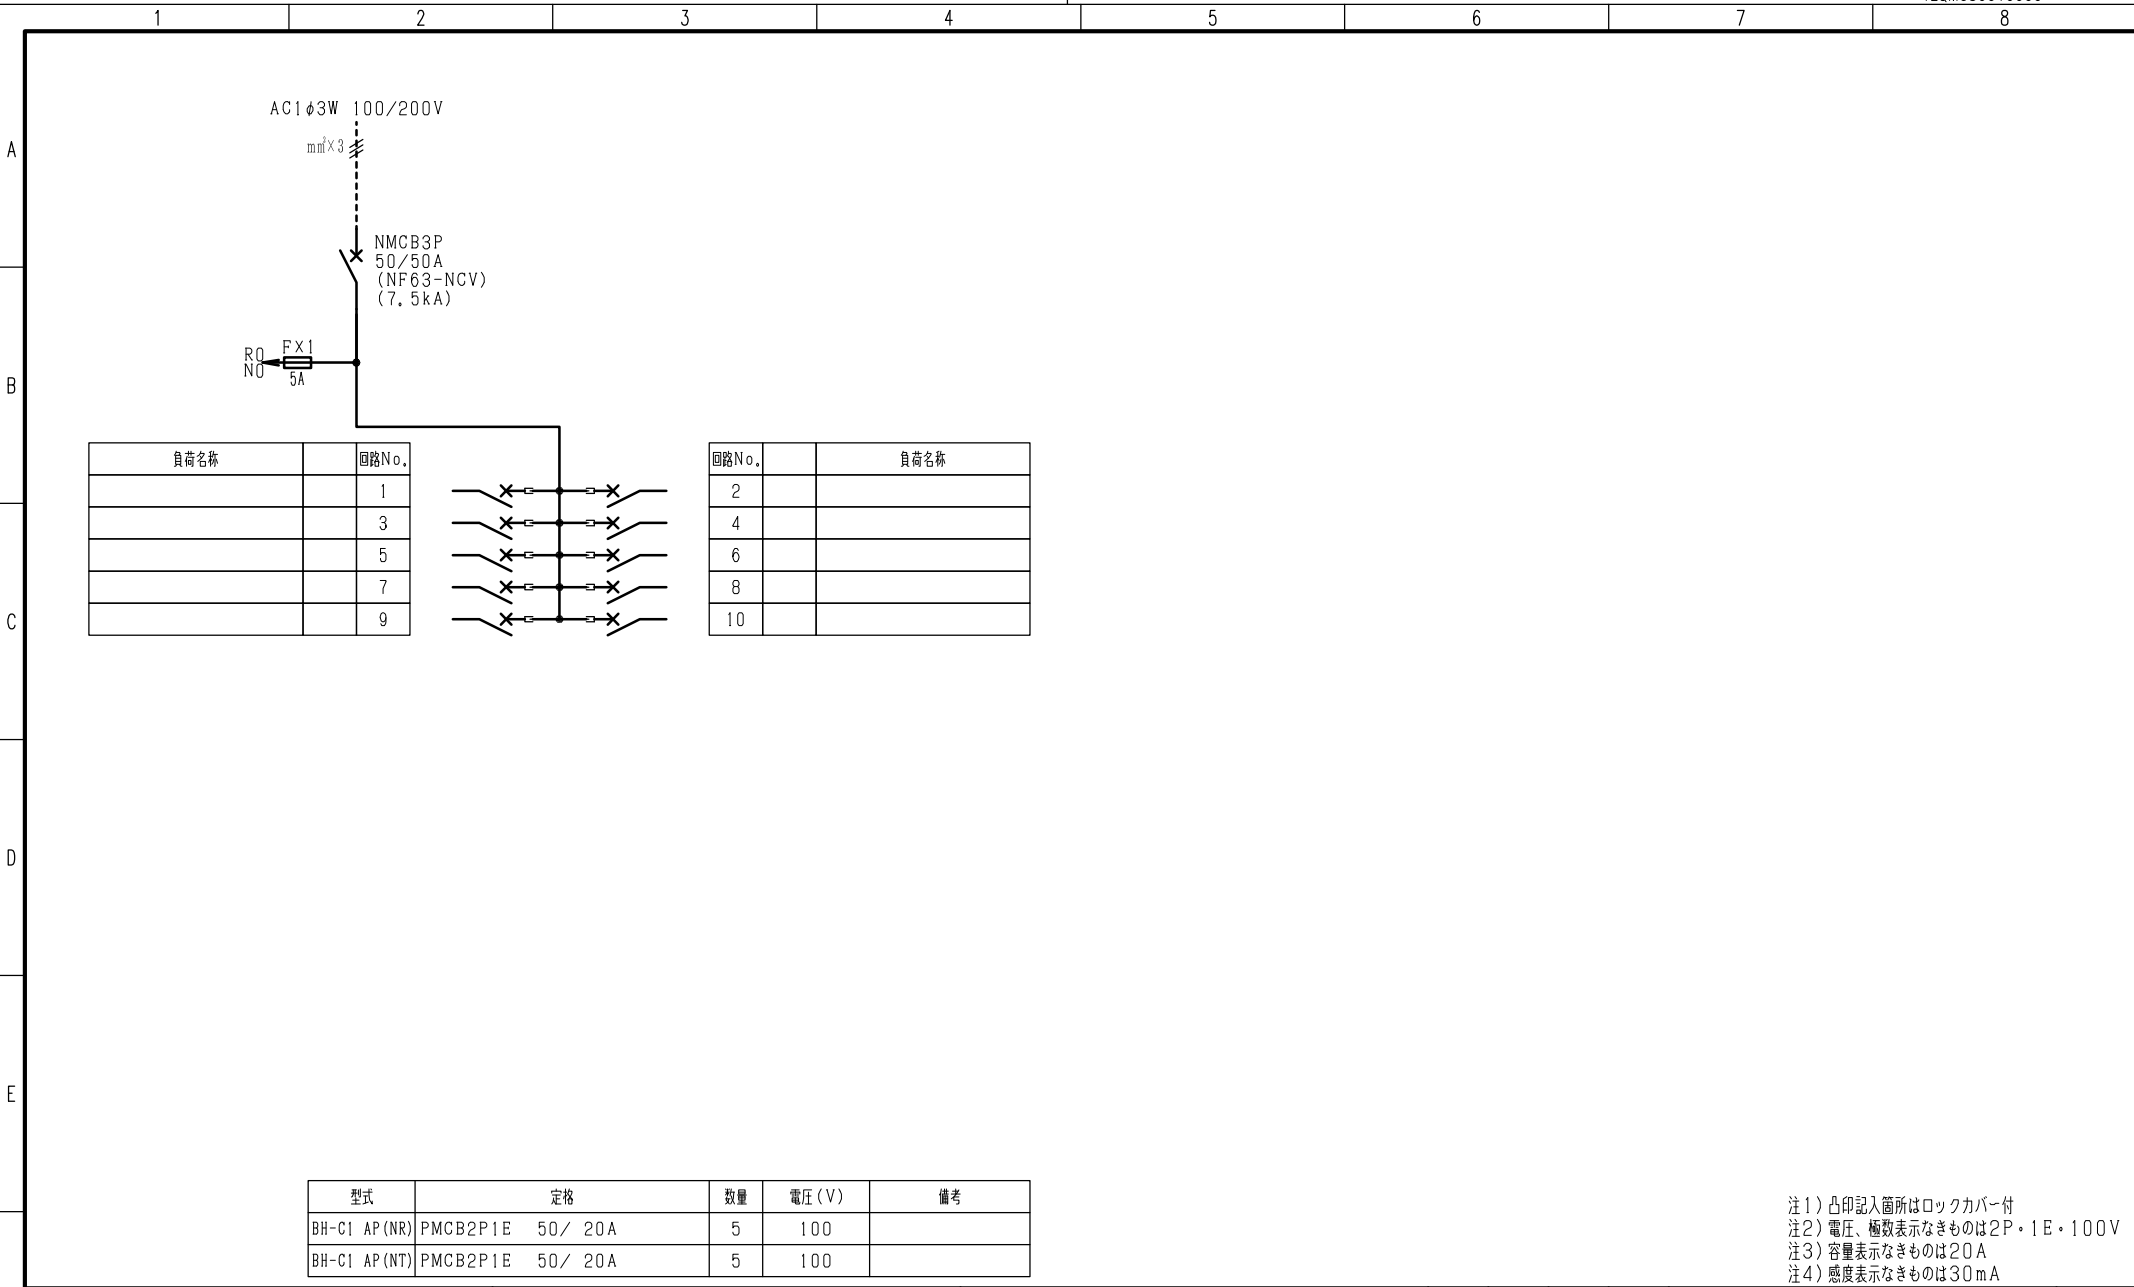 1 2 3 4 5 6 7 8
A
B
C
D
E
AC1φ3W 100/200V
mm²×3
NMCB3P
50/50A
(NF63-NCV)
(7.5kA)
R0
N0
F×1
5A
負荷名称 回路No.
1
3
5
7
9
回路No. 負荷名称
2
4
6
8
10
型式 定格 数量 電圧(V) 備考
BH-C1 AP(NR) PMCB2P1E 50/ 20A 5 100
BH-C1 AP(NT) PMCB2P1E 50/ 20A 5 100
注1)凸印記入箇所はロックカバー付
注2)電圧、極数表示なきものは2P・1E・100V
注3)容量表示なきものは20A
注4)感度表示なきものは30mA